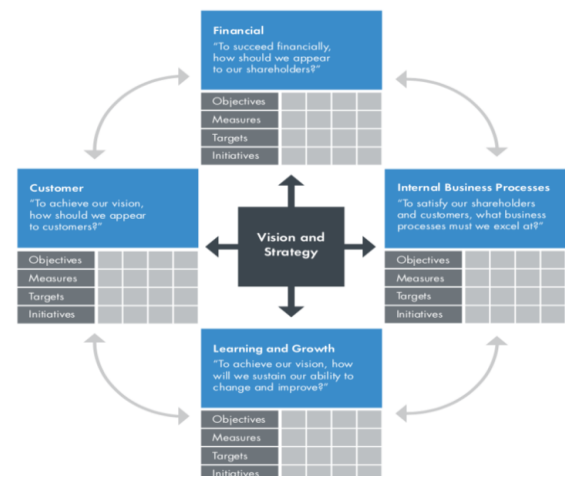 Financial
“To succeed financially,
how should we appear
to our shareholders?”
Objectives
Measures
Targets
Initiatives
Customer
“To achieve our vision,
how should we appear
to customers?”
Objectives
Measures
Targets
Initiatives
Vision and
Strategy
Internal Business Processes
“To satisfy our shareholders
and customers, what business
processes must we excel at?”
Objectives
Measures
Targets
Initiatives
Learning and Growth
“To achieve our vision, how
will we sustain our ability to
change and improve?”
Objectives
Measures
Targets
Initiatives